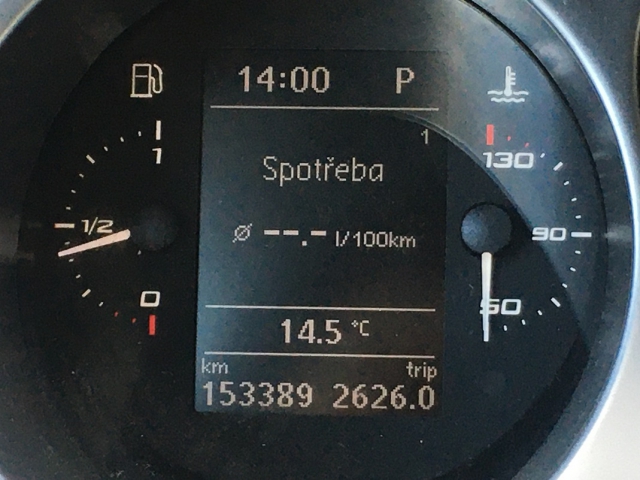 14:00 P
1
1
130
Spotřeba
1/2
ø --.- l/100km
90
0
50
14.5 °C
km trip
153389 2626.0